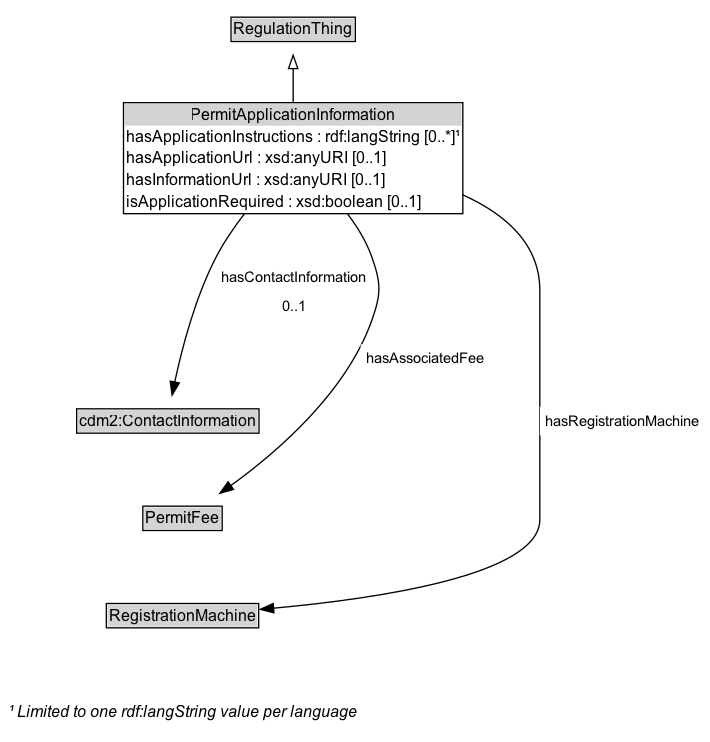 RegulationThing
PermitApplicationInformation
hasApplicationInstructions : rdf:langString [0..*]¹
hasApplicationUrl : xsd:anyURI [0..1]
hasInformationUrl : xsd:anyURI [0..1]
isApplicationRequired : xsd:boolean [0..1]
hasContactInformation
0..1
hasAssociatedFee
cdm2:ContactInformation
hasRegistrationMachine
PermitFee
RegistrationMachine
¹ Limited to one rdf:langString value per language